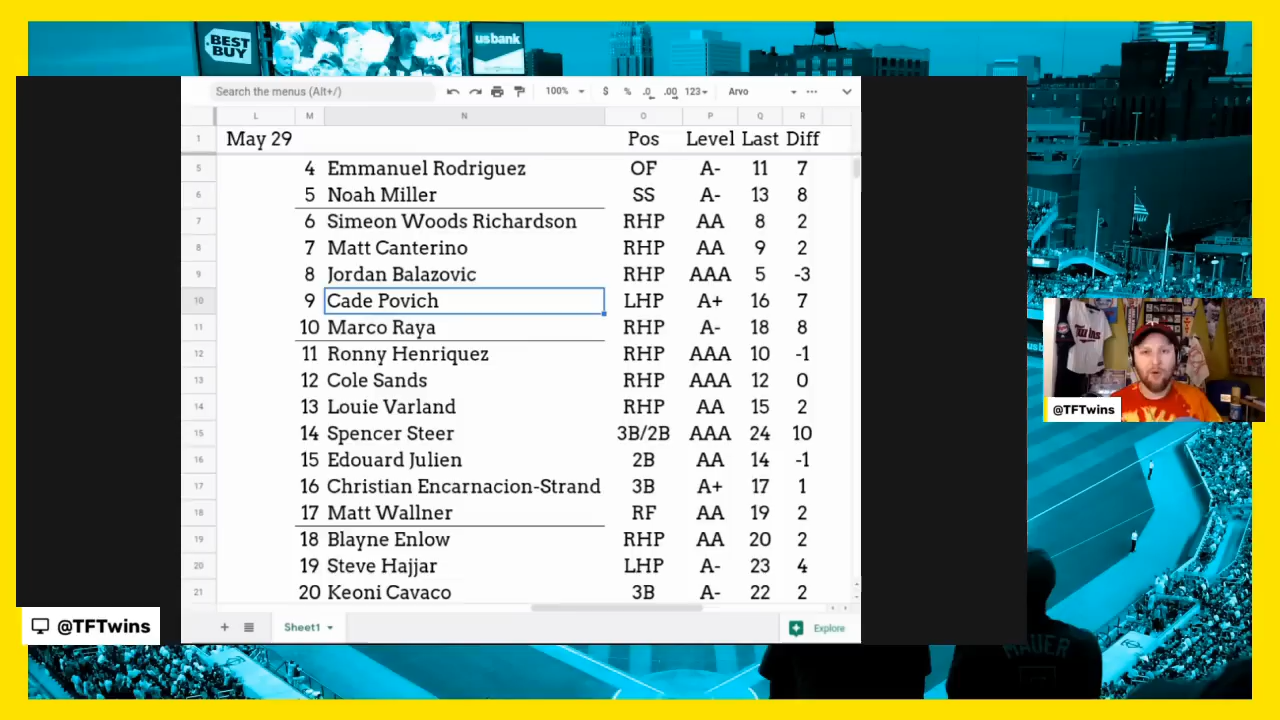 BEST BUY
usbank
Search the menus (Alt+/)
100%
$ % .0 .00 123
Arvo
L M N O P Q R
1 May 29 Pos Level Last Diff
5 4 Emmanuel Rodriguez OF A- 11 7
6 5 Noah Miller SS A- 13 8
7 6 Simeon Woods Richardson RHP AA 8 2
8 7 Matt Canterino RHP AA 9 2
9 8 Jordan Balazovic RHP AAA 5 -3
10 9 Cade Povich LHP A+ 16 7
11 10 Marco Raya RHP A- 18 8
12 11 Ronny Henriquez RHP AAA 10 -1
13 12 Cole Sands RHP AAA 12 0
14 13 Louie Varland RHP AA 15 2
15 14 Spencer Steer 3B/2B AAA 24 10
16 15 Edouard Julien 2B AA 14 -1
17 16 Christian Encarnacion-Strand 3B A+ 17 1
18 17 Matt Wallner RF AA 19 2
19 18 Blayne Enlow RHP AA 20 2
20 19 Steve Hajjar LHP A- 23 4
21 20 Keoni Cavaco 3B A- 22 2
Sheet1
Explore
Twins
@TFTwins
@TFTwins
MAUER